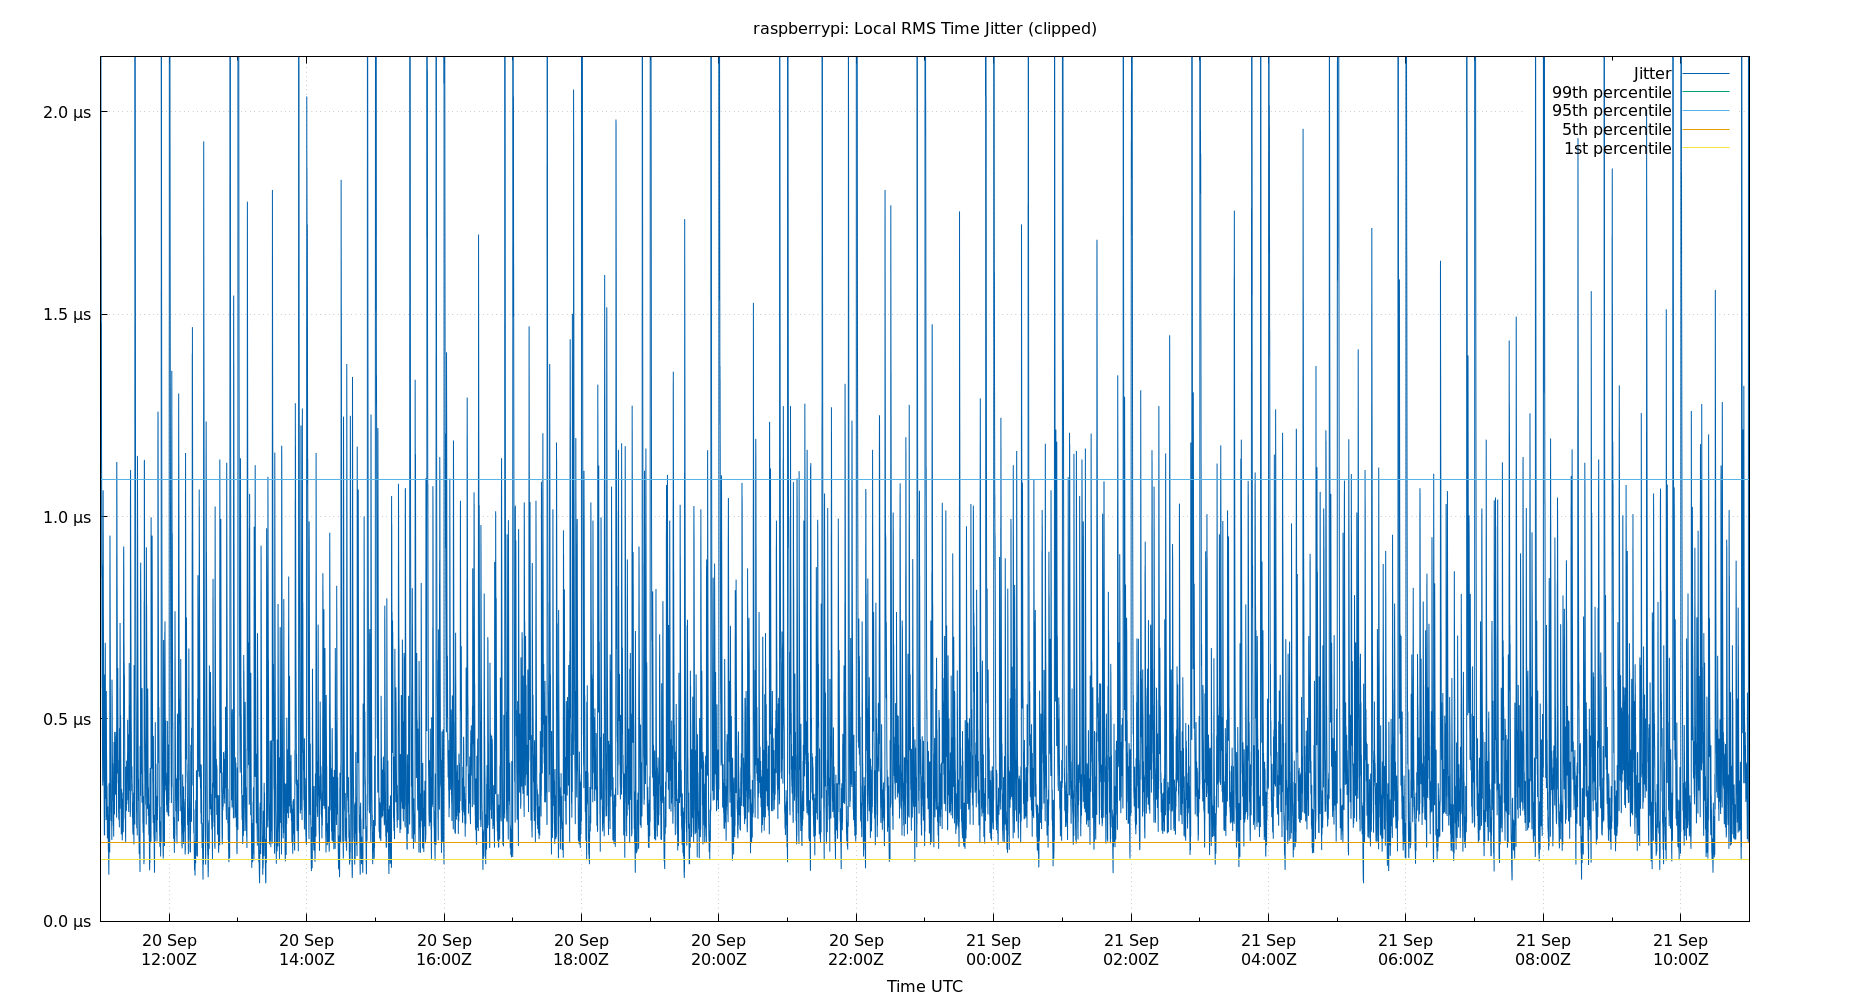 raspberrypi: Local RMS Time Jitter (clipped)
Jitter
99th percentile
95th percentile
5th percentile
1st percentile
2.0 µs
1.5 µs
1.0 µs
0.5 µs
0.0 µs
20 Sep 20 Sep 20 Sep 20 Sep 20 Sep 20 Sep 21 Sep 21 Sep 21 Sep 21 Sep 21 Sep 21 Sep
12:00Z 14:00Z 16:00Z 18:00Z 20:00Z 22:00Z 00:00Z 02:00Z 04:00Z 06:00Z 08:00Z 10:00Z
Time UTC